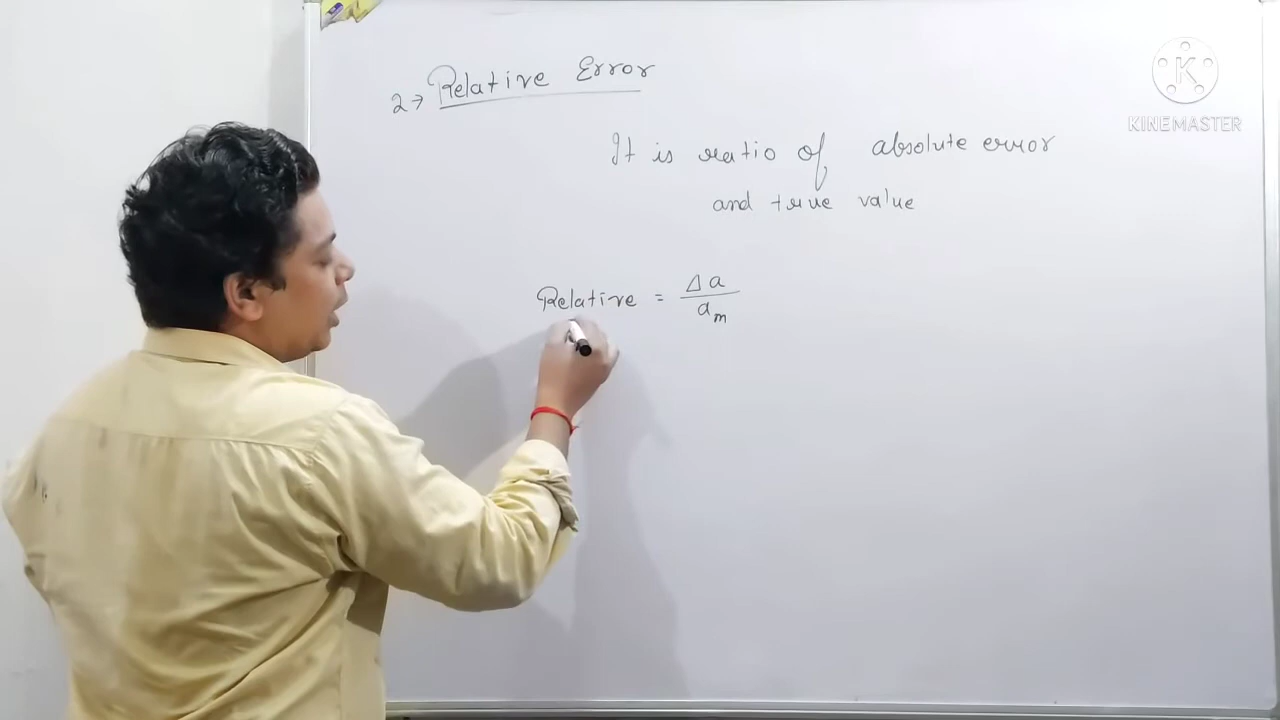 2→ Relative Error
It is ratio of absolute error
and true value
Relative = Δa / a_m
KINEMASTER